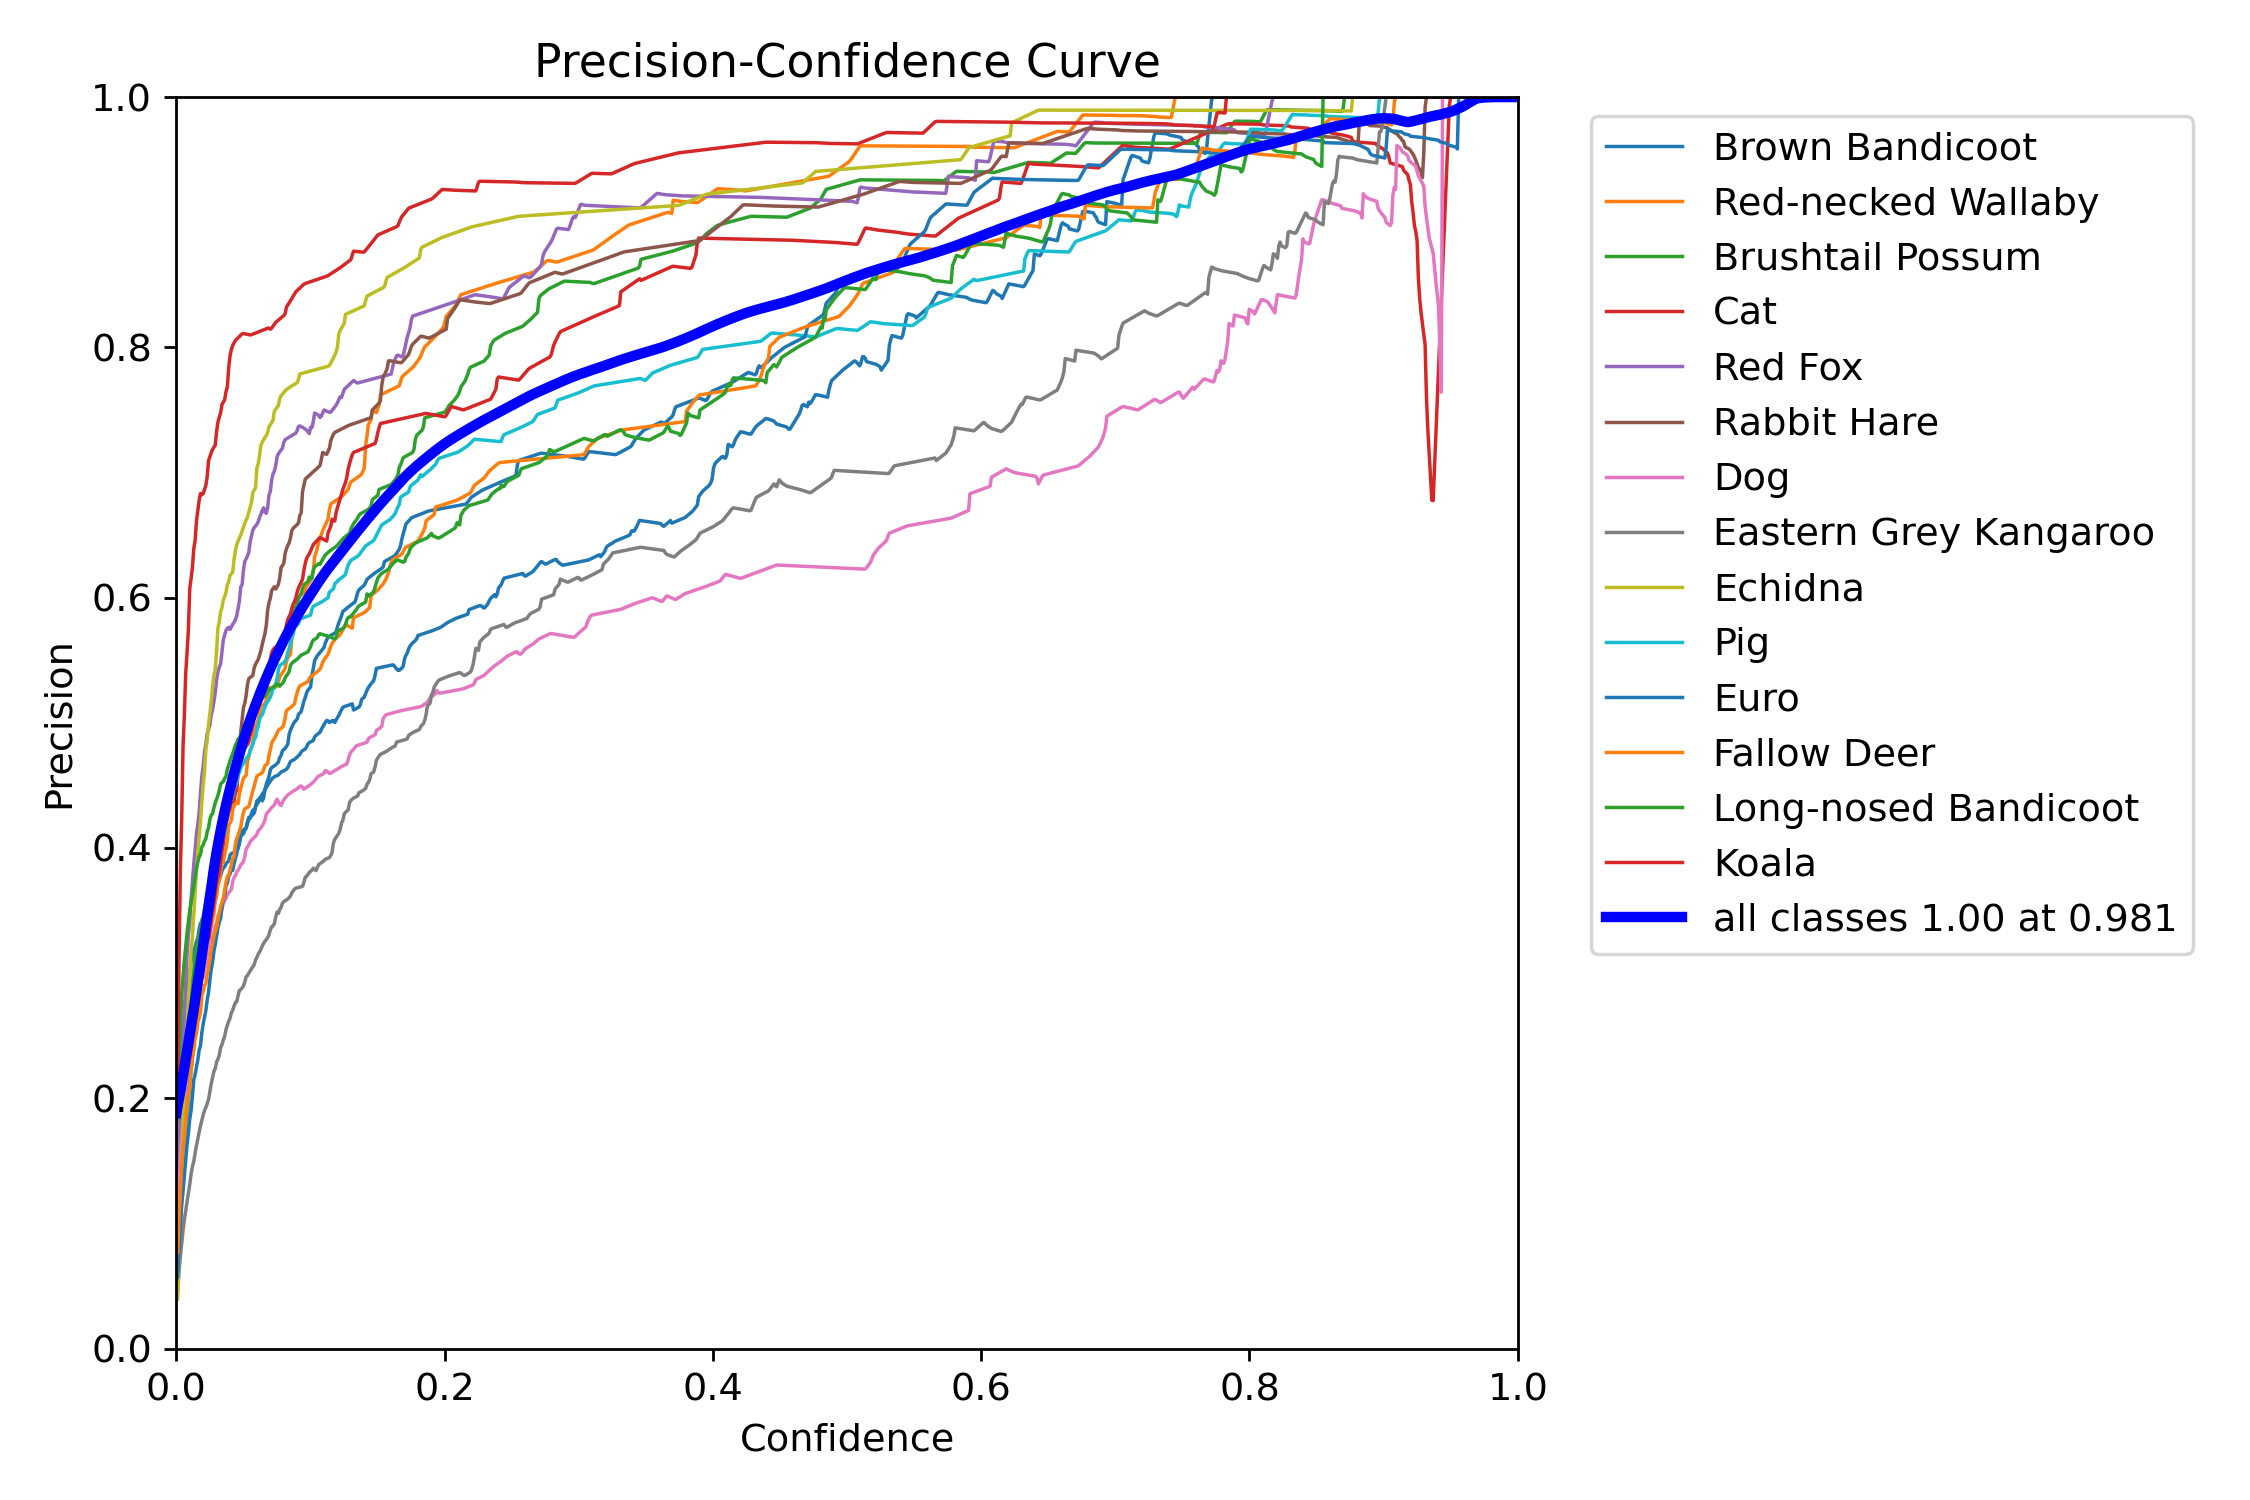 Precision-Confidence Curve
1.0
0.8
0.6
0.4
0.2
0.0
Precision
0.0 0.2 0.4 0.6 0.8 1.0
Confidence
Brown Bandicoot
Red-necked Wallaby
Brushtail Possum
Cat
Red Fox
Rabbit Hare
Dog
Eastern Grey Kangaroo
Echidna
Pig
Euro
Fallow Deer
Long-nosed Bandicoot
Koala
all classes 1.00 at 0.981